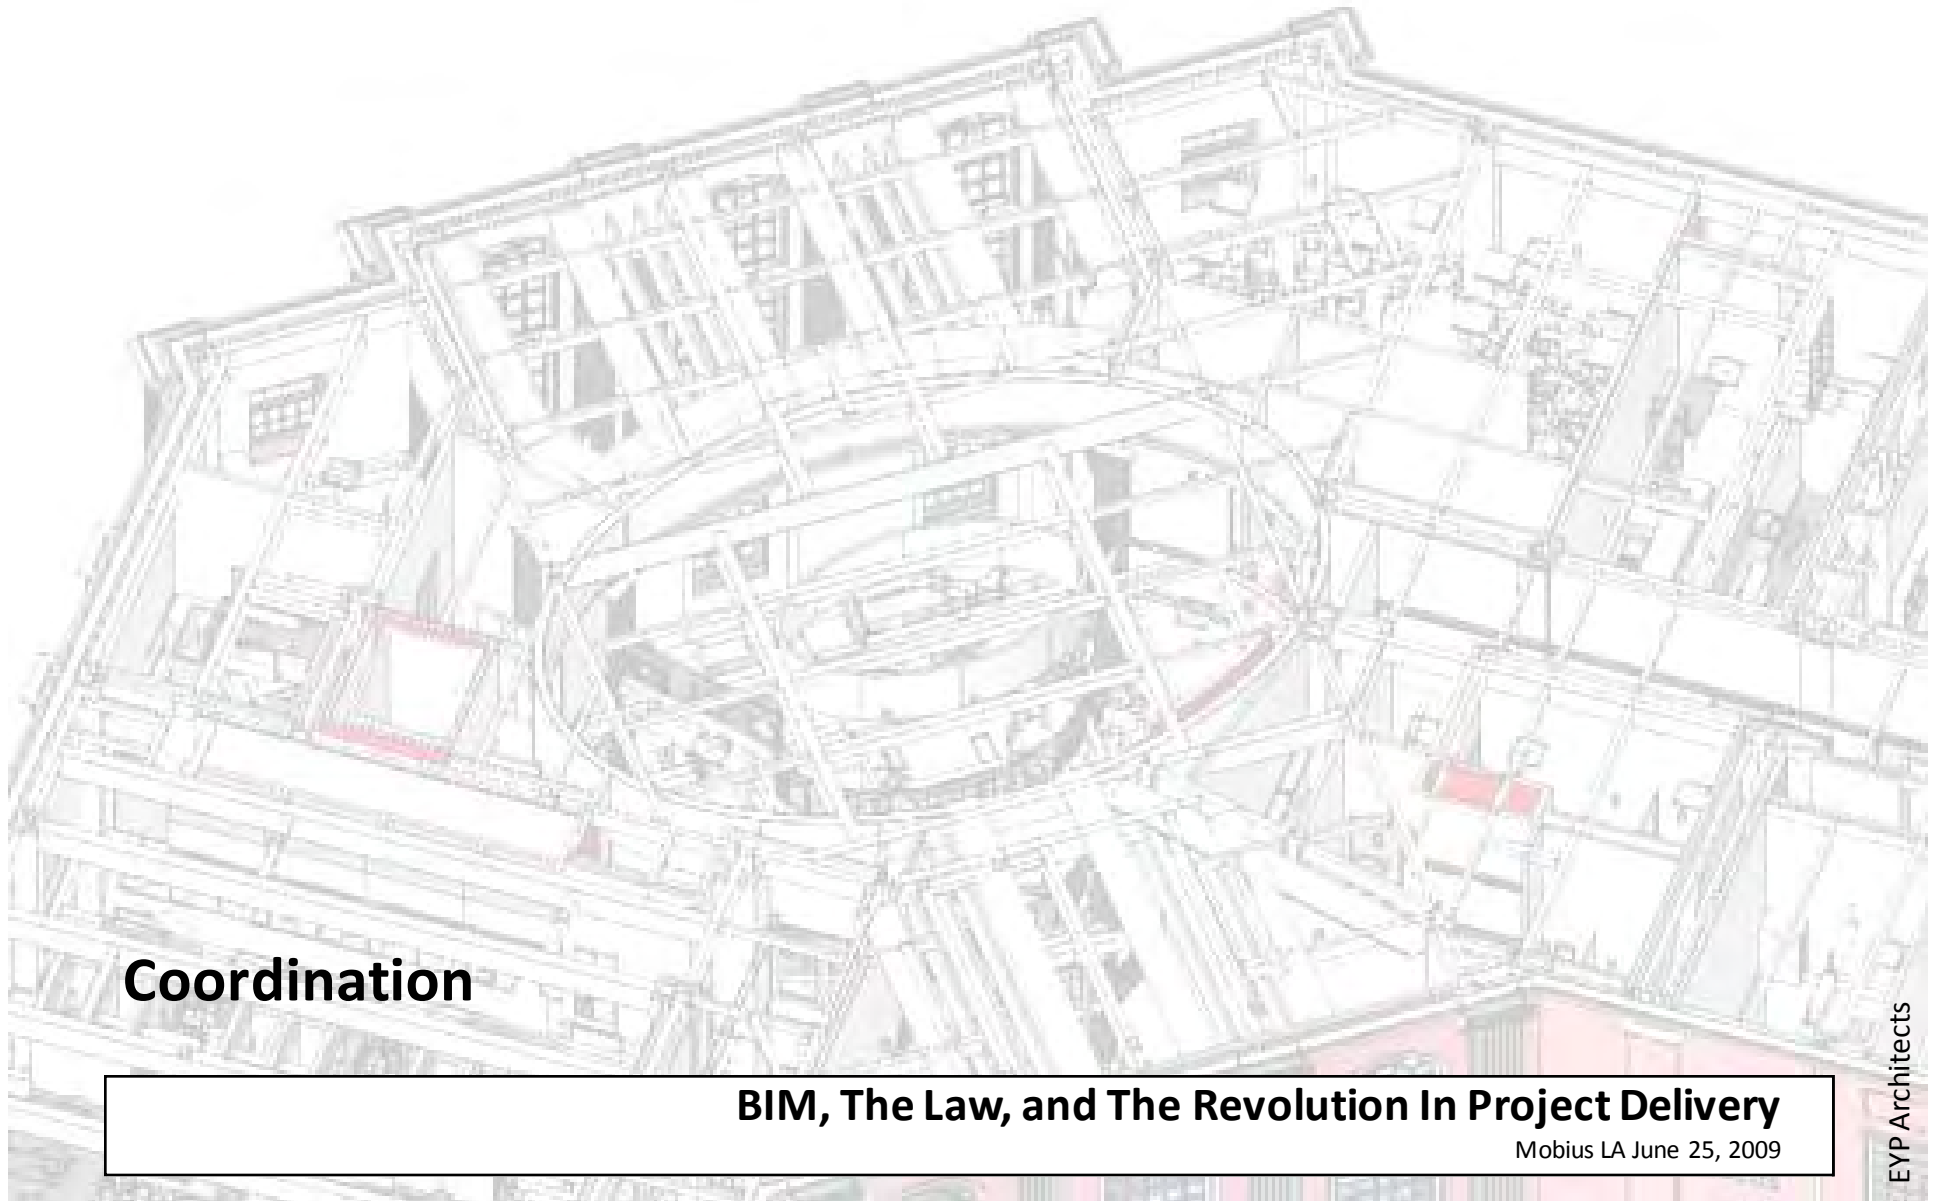 Coordination
BIM, The Law, and The Revolution In Project Delivery
Mobius LA June 25, 2009
EYP Architects